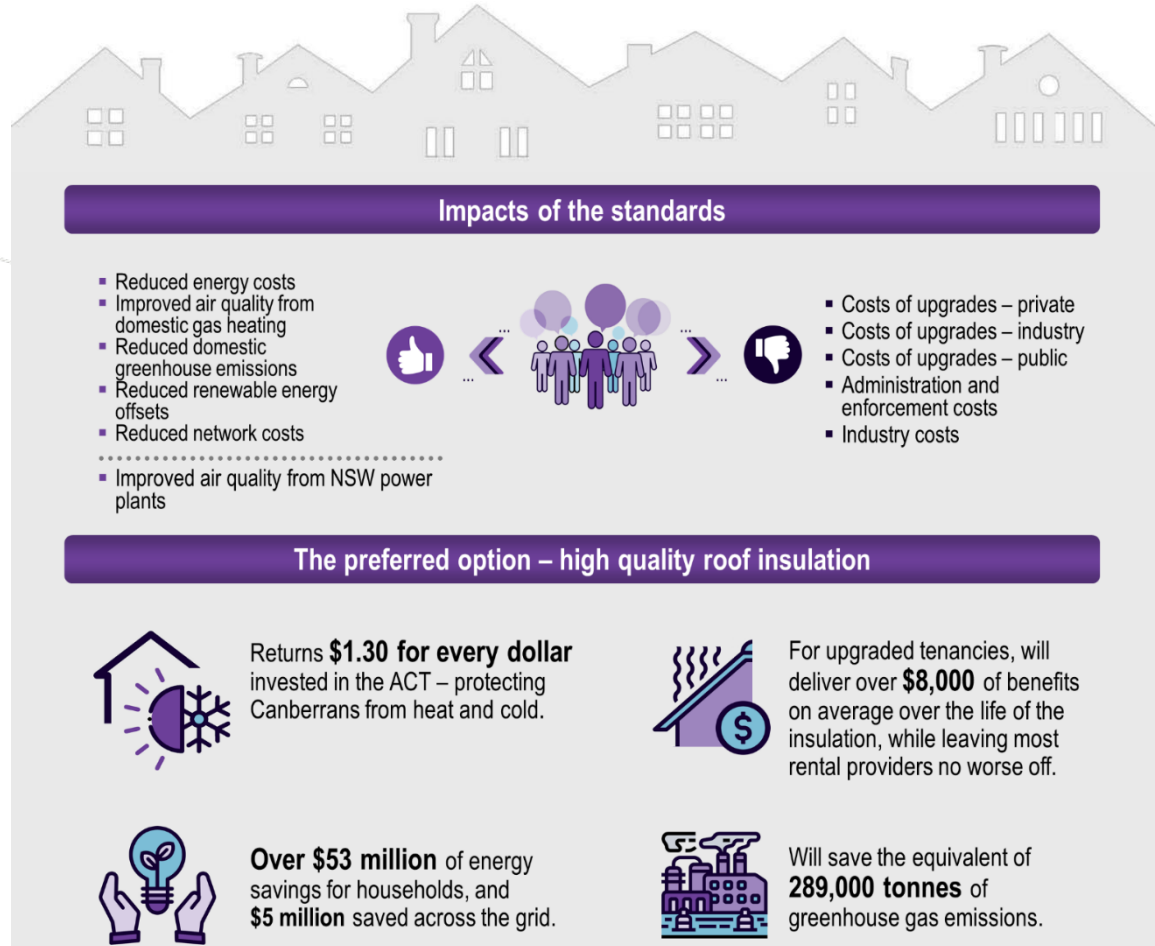 Impacts of the standards
▪ Reduced energy costs
▪ Improved air quality from
domestic gas heating
▪ Reduced domestic
greenhouse emissions
▪ Reduced renewable energy
offsets
▪ Reduced network costs
▪ Improved air quality from NSW power
plants
...
...
...
...
▪ Costs of upgrades – private
▪ Costs of upgrades – industry
▪ Costs of upgrades – public
▪ Administration and
enforcement costs
▪ Industry costs
The preferred option – high quality roof insulation
Returns $1.30 for every dollar
invested in the ACT – protecting
Canberrans from heat and cold.
For upgraded tenancies, will
deliver over $8,000 of benefits
on average over the life of the
insulation, while leaving most
rental providers no worse off.
$
Over $53 million of energy
savings for households, and
$5 million saved across the grid.
Will save the equivalent of
289,000 tonnes of
greenhouse gas emissions.